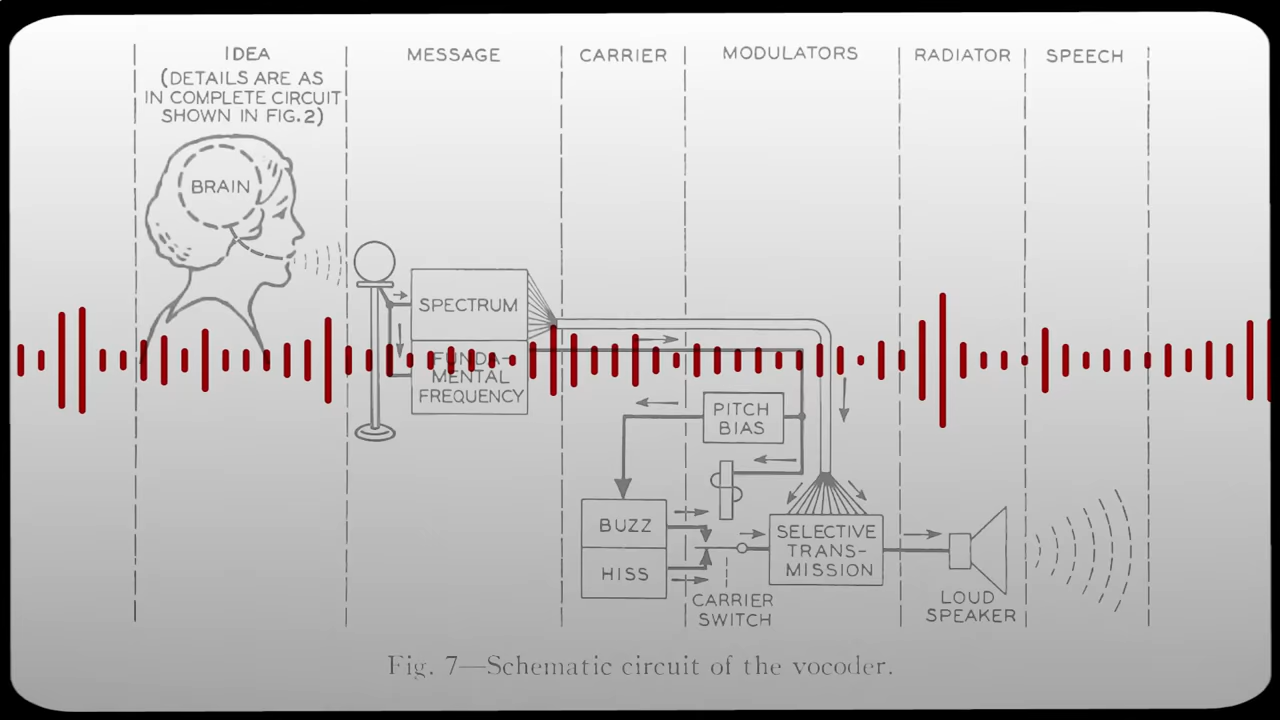 IDEA
(DETAILS ARE AS
IN COMPLETE CIRCUIT
SHOWN IN FIG. 2)
MESSAGE
CARRIER
MODULATORS
RADIATOR
SPEECH
BRAIN
SPECTRUM
FUNDA-
MENTAL
FREQUENCY
PITCH
BIAS
BUZZ
HISS
CARRIER
SWITCH
SELECTIVE
TRANS-
MISSION
LOUD
SPEAKER
Fig. 7—Schematic circuit of the vocoder.